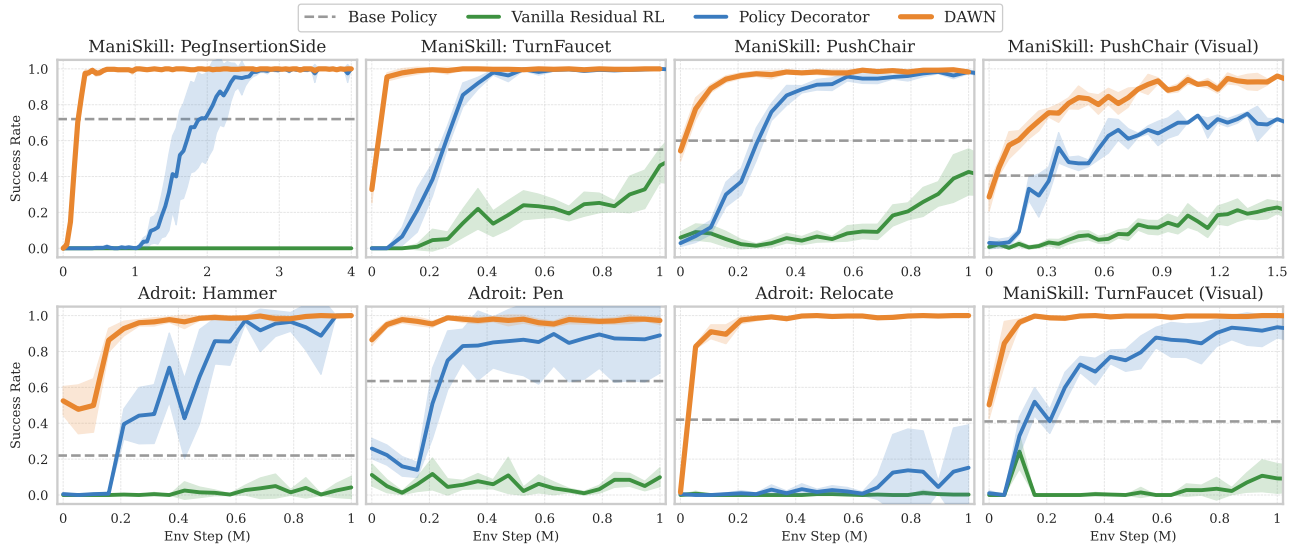 Base Policy Vanilla Residual RL Policy Decorator DAWN
ManiSkill: PegInsertionSide ManiSkill: TurnFaucet ManiSkill: PushChair ManiSkill: PushChair (Visual)
Success Rate
1.0
0.8
0.6
0.4
0.2
0.0
0 1 2 3 4
0 0.2 0.4 0.6 0.8 1
0 0.2 0.4 0.6 0.8 1
0 0.3 0.6 0.9 1.2 1.5
Adroit: Hammer Adroit: Pen Adroit: Relocate ManiSkill: TurnFaucet (Visual)
Success Rate
1.0
0.8
0.6
0.4
0.2
0.0
0 0.2 0.4 0.6 0.8 1
0 0.2 0.4 0.6 0.8 1
0 0.2 0.4 0.6 0.8 1
0 0.2 0.4 0.6 0.8 1
Env Step (M) Env Step (M) Env Step (M) Env Step (M)